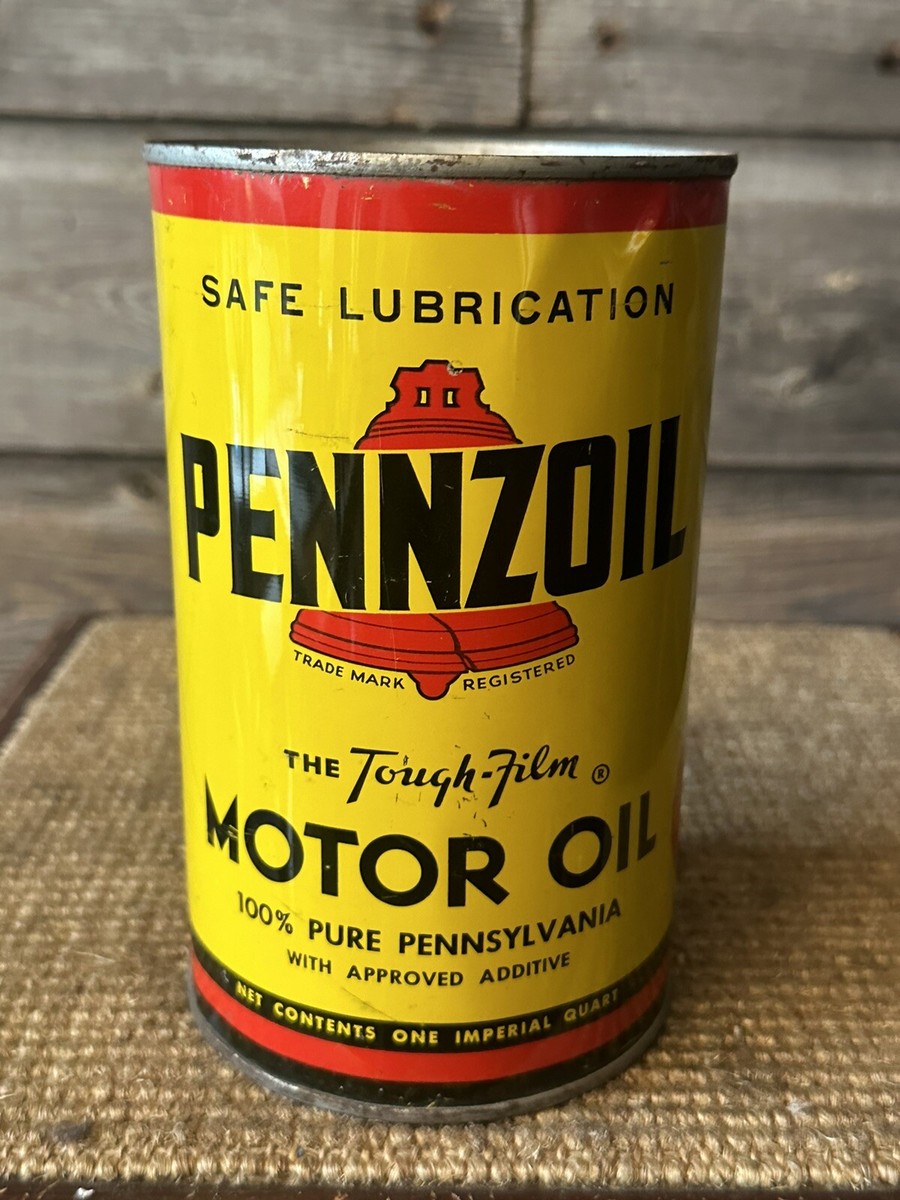 SAFE LUBRICATION
PENNZOIL
TRADE MARK REGISTERED
THE Tough-Film ®
MOTOR OIL
100% PURE PENNSYLVANIA
WITH APPROVED ADDITIVE
NET CONTENTS ONE IMPERIAL QUART